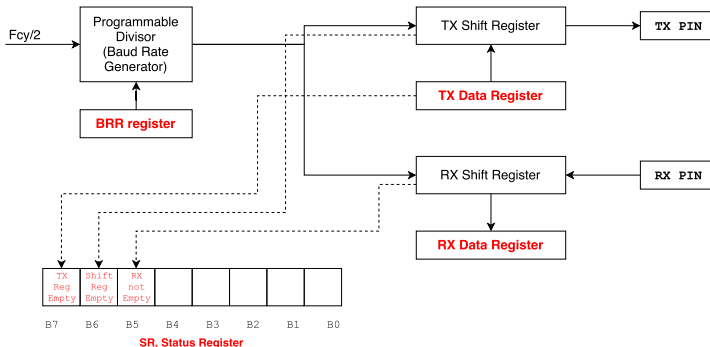 Fcy/2
Programmable
Divisor
(Baud Rate
Generator)
BRR register
TX Shift Register
TX PIN
TX Data Register
RX Shift Register
RX PIN
RX Data Register
TX
Reg
Empty
Shift
Reg
Empty
RX
not
Empty
B7 B6 B5 B4 B3 B2 B1 B0
SR. Status Register